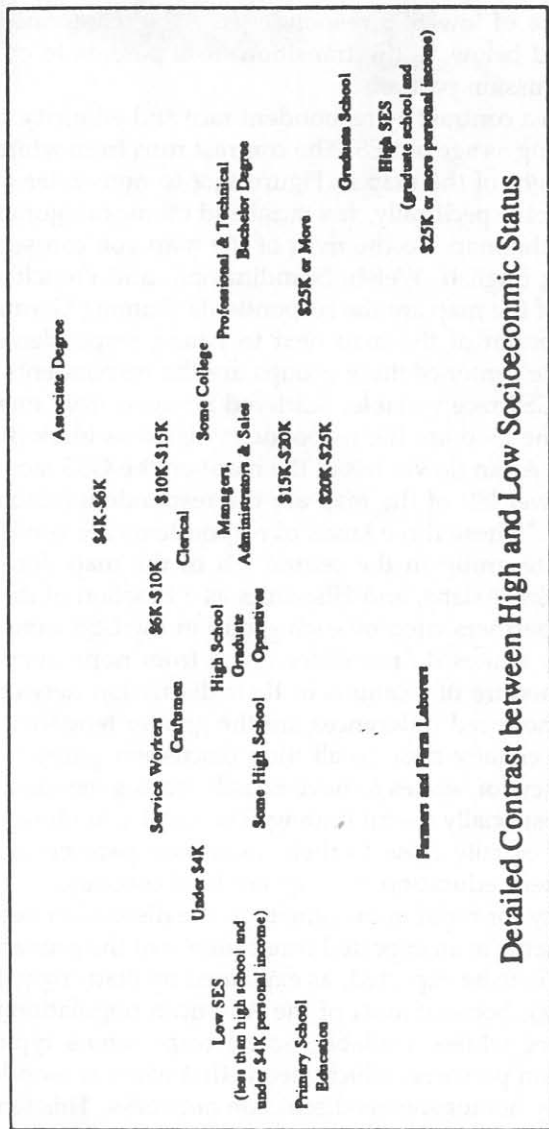 Associate Degree
$4K-$6K
Service Workers
$6K-$10K
$10K-$15K
Craftsmen
Clerical
Under $4K
Some College
Low SES
(less than high school and
under $4K personal income)
High School
Graduate
Operatives
Managers
Administrators & Sales
Professional & Technical
Bachelor Degree
Some High School
$15K-$20K
$25K or More
Primary School
Recreation
$20K-$25K
Graduate School
High SES
(graduate school and
$25K or more personal income)
Farmers and Farm Laborers
Detailed Contrast between High and Low Socioeconmic Status